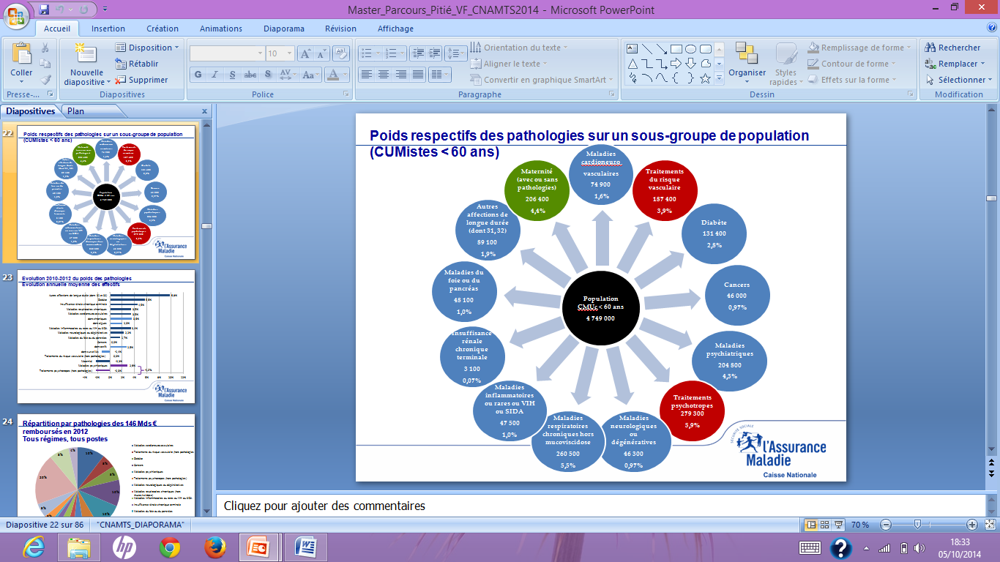 Master_Parcours_Pitié_VF_CNAMTS2014 - Microsoft PowerPoint
Accueil
Insertion
Création
Animations
Diaporama
Révision
Affichage
Coller
Nouvelle
diapositive
Disposition
Rétablir
Supprimer
10
G I S abc S AV Aa A
Orientation du texte
Aligner le texte
Convertir en graphique SmartArt
Organiser
Styles
rapides
Remplissage de forme
Contour de forme
Effets sur la forme
Rechercher
Remplacer
Sélectionner
Presse-...
Diapositives
Police
Paragraphe
Dessin
Modification
Diapositives
Plan
x
22
Poids respectifs des pathologies sur un sous-groupe de population
(CUMistes < 60 ans)
l'Assurance
Maladie
Caisse Nationale
23
Evolution 2010-2012 du poids des pathologies
Evolution annuelle moyenne des effectifs
24
Répartition par pathologies des 146 Mds €
remboursés en 2012
Tous régimes, tous postes
Poids respectifs des pathologies sur un sous-groupe de population
(CUMistes < 60 ans)
Maladies
cardioneuro
vasculaires
74 900
1,6%
Traitements
du risque
vasculaire
187 400
3,9%
Diabète
131 400
2,8%
Cancers
46 000
0,97%
Maladies
psychiatriques
204 800
4,3%
Traitements
psychotropes
279 300
5,9%
Maladies
neurologiques
ou
dégénératives
46 300
0,97%
Maladies
respiratoires
chroniques hors
mucoviscidose
260 500
5,5%
Maladies
inflammatoires
ou rares ou VIH
ou SIDA
47 500
1,0%
Insuffisance
rénale
chronique
terminale
3 100
0,07%
Maladies du
foie ou du
pancréas
48 100
1,0%
Autres
affections de
longue durée
(dont 31, 32)
89 100
1,9%
Maternité
(avec ou sans
pathologies)
206 400
4,4%
Population
CMUc < 60 ans
4 749 000
SÉCURITÉ SOCIALE
l'Assurance
Maladie
Caisse Nationale
Cliquez pour ajouter des commentaires
Diapositive 22 sur 86
"CNAMTS_DIAPORAMA"
70 %
18:33
05/10/2014